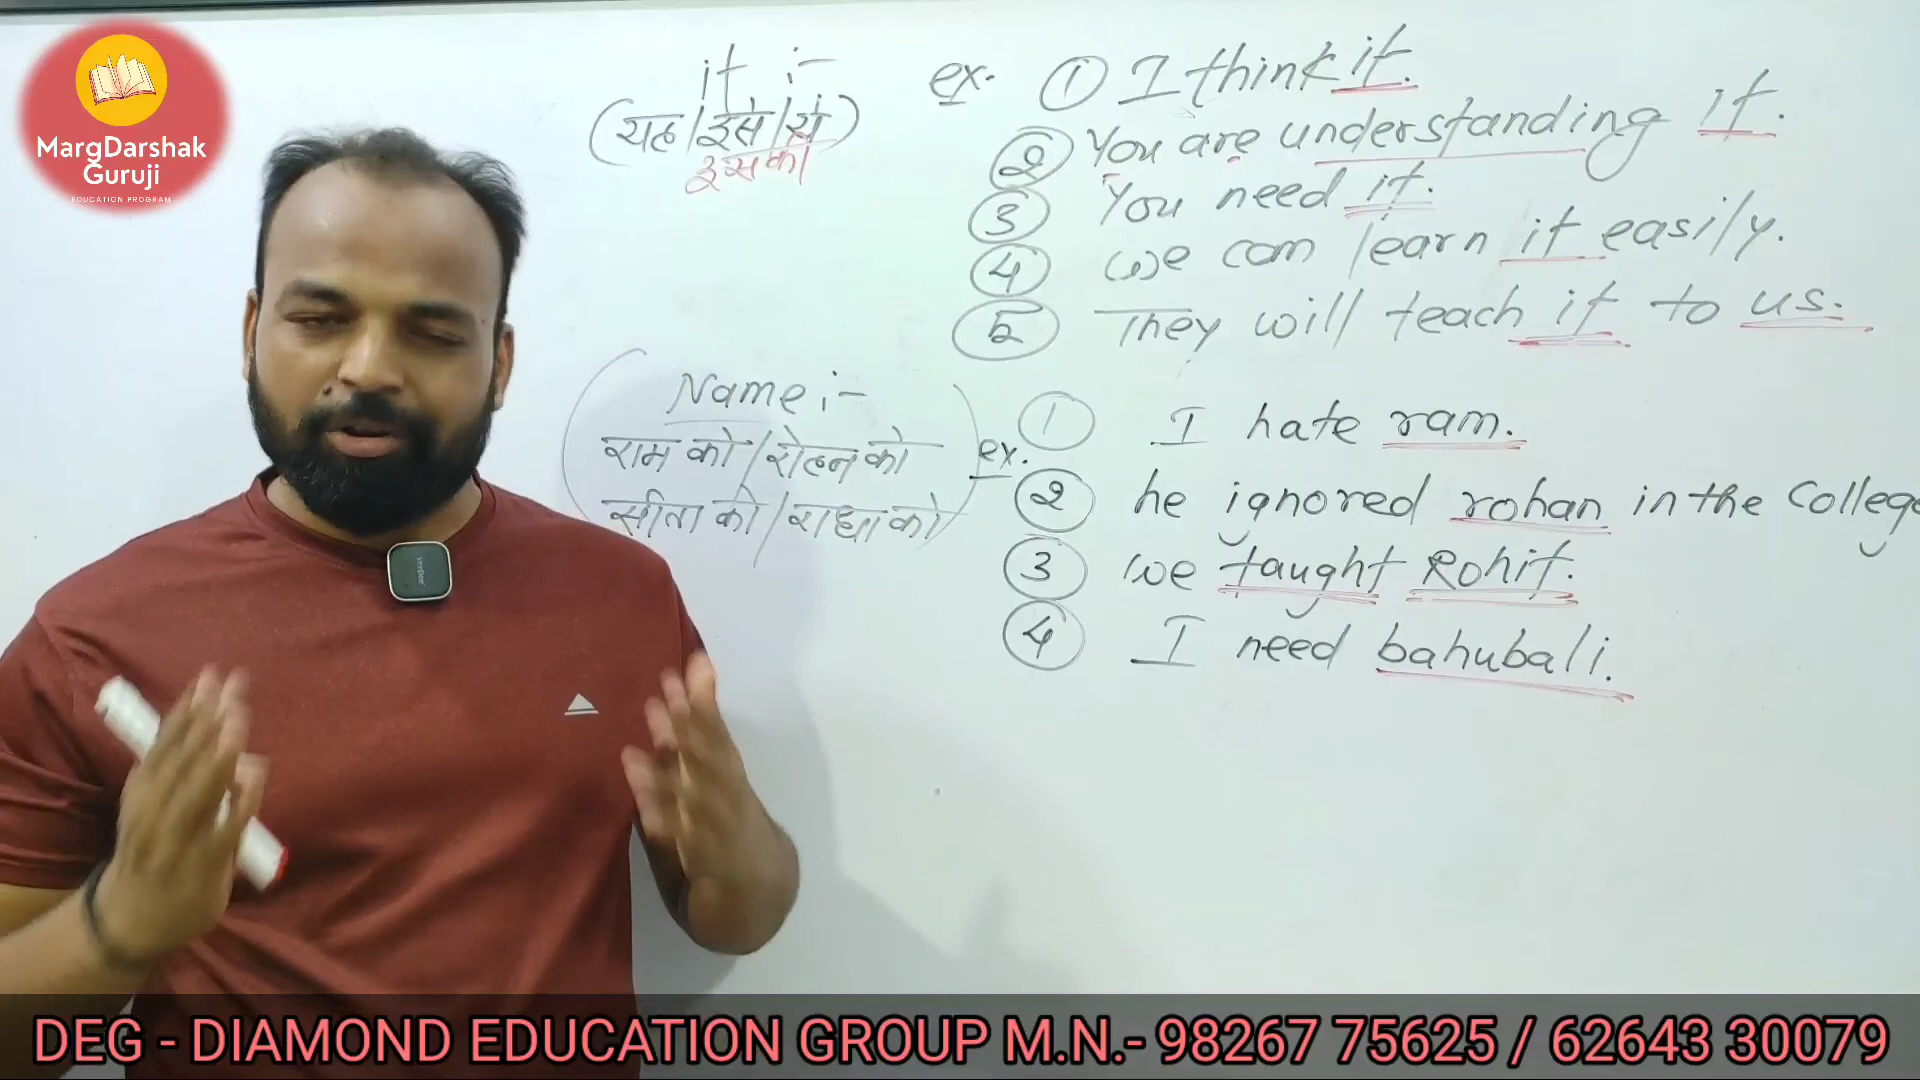 MargDarshak
Guruji
EDUCATION PROGRAM
it :-
(यह/इसे/से)
इसका
ex. ① I think it.
② You are understanding it.
③ You need it.
④ We can learn it easily.
⑤ They will teach it to us.
Name :-
राम को/रोहन को
सीता को/राधा को
ex. ① I hate ram.
② he ignored rohan in the Colleg
③ we taught Rohit.
④ I need bahubali.
DEG - DIAMOND EDUCATION GROUP M.N.- 98267 75625 / 62643 30079